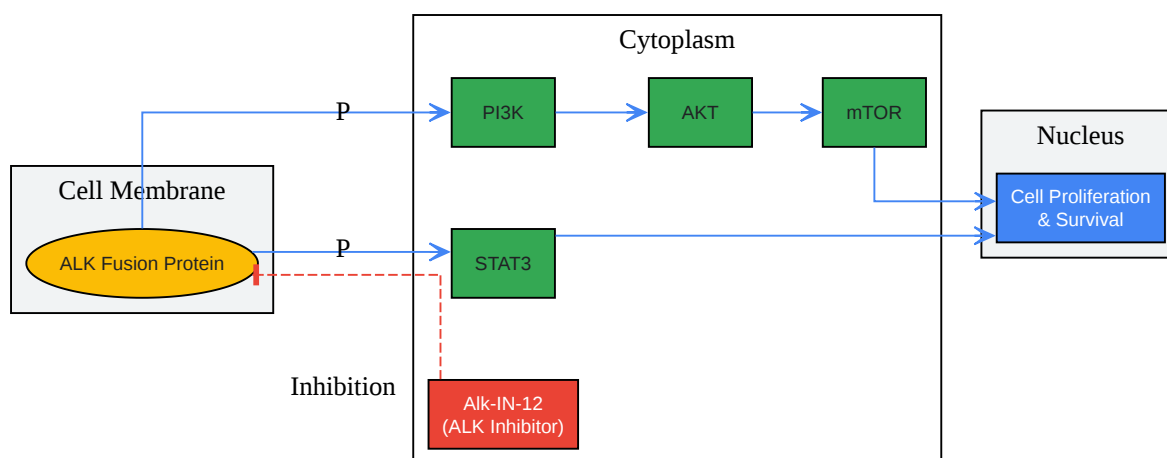 Cytoplasm
P
PI3K
AKT
mTOR
Nucleus
Cell Proliferation
& Survival
Cell Membrane
ALK Fusion Protein
P
STAT3
Inhibition
Alk-IN-12
(ALK Inhibitor)